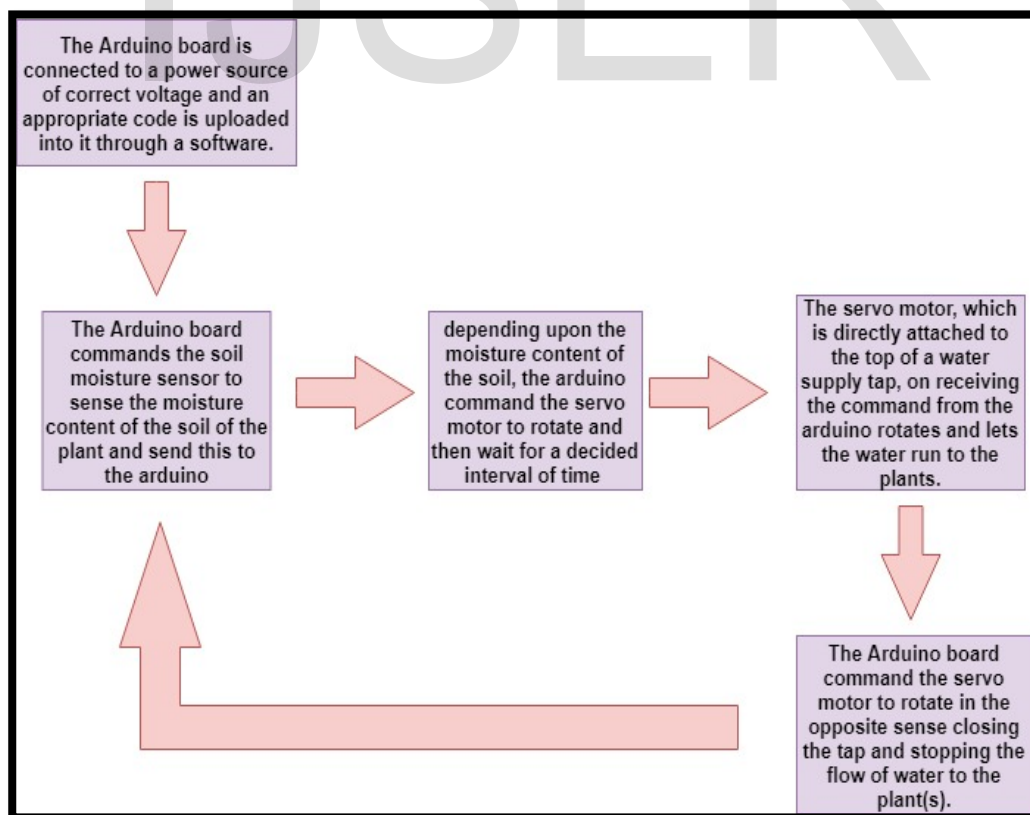 IJSER
The Arduino board is
connected to a power source
of correct voltage and an
appropriate code is uploaded
into it through a software.
The Arduino board
commands the soil
moisture sensor to
sense the moisture
content of the soil of the
plant and send this to
the arduino
depending upon the
moisture content of
the soil, the arduino
command the servo
motor to rotate and
then wait for a decided
interval of time
The servo motor, which
is directly attached to
the top of a water
supply tap, on receiving
the command from the
arduino rotates and lets
the water run to the
plants.
The Arduino board
command the servo
motor to rotate in the
opposite sense closing
the tap and stopping the
flow of water to the
plant(s).